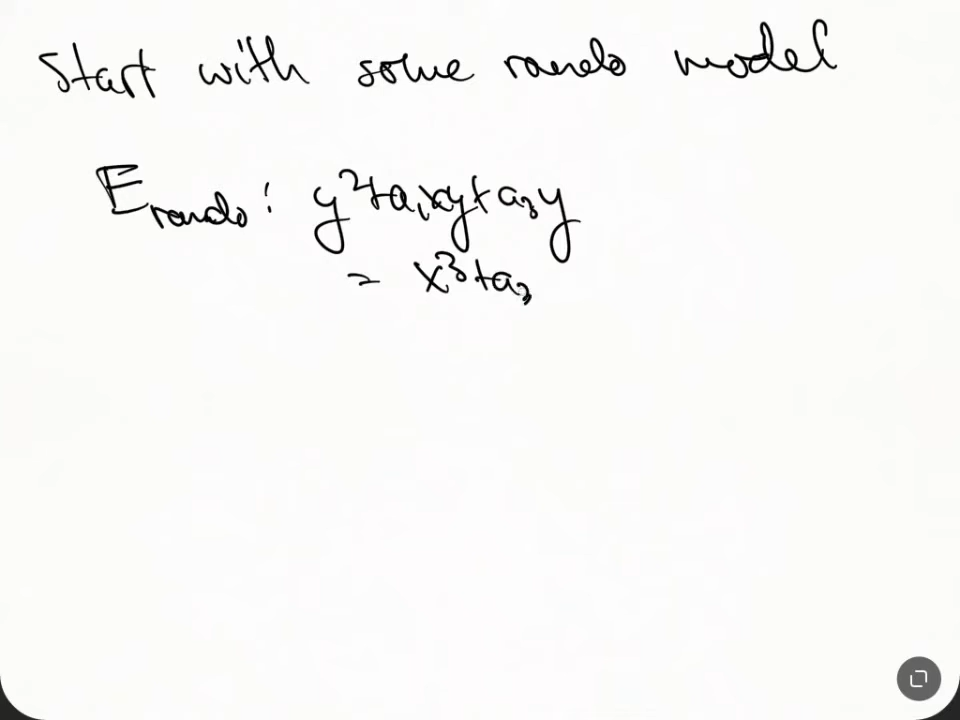 Start with some rando model
E_rando: y²+a₁xy+a₃y
= x³+a₂